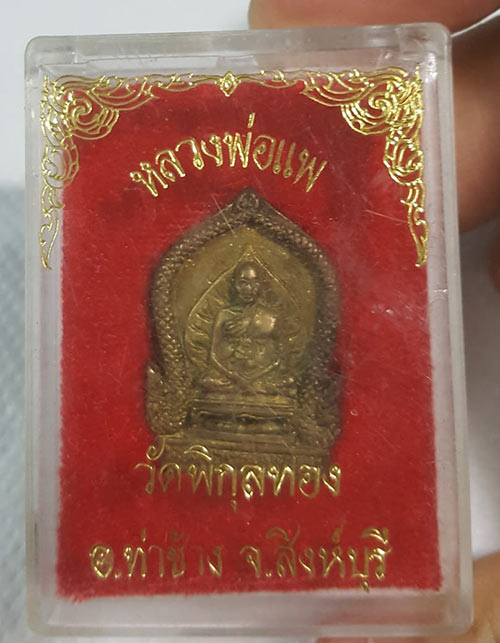 หลวงพ่อแพ
วัดพิกุลทอง
อ.ท่าช้าง จ.สิงห์บุรี